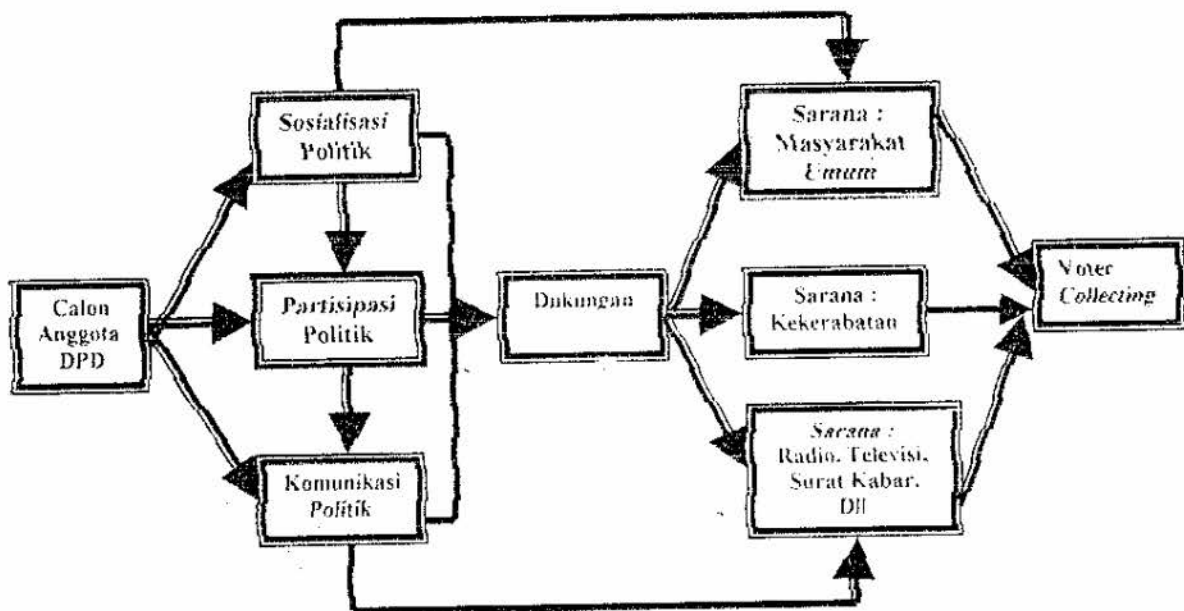 Sosialisasi
Politik
Sarana :
Masyarakat
Umum
Calon
Anggota
DPD
Partisipasi
Politik
Dukungan
Sarana :
Kekerabatan
Voter
Collecting
Komunikasi
Politik
Sarana :
Radio, Televisi,
Surat Kabar,
Dll